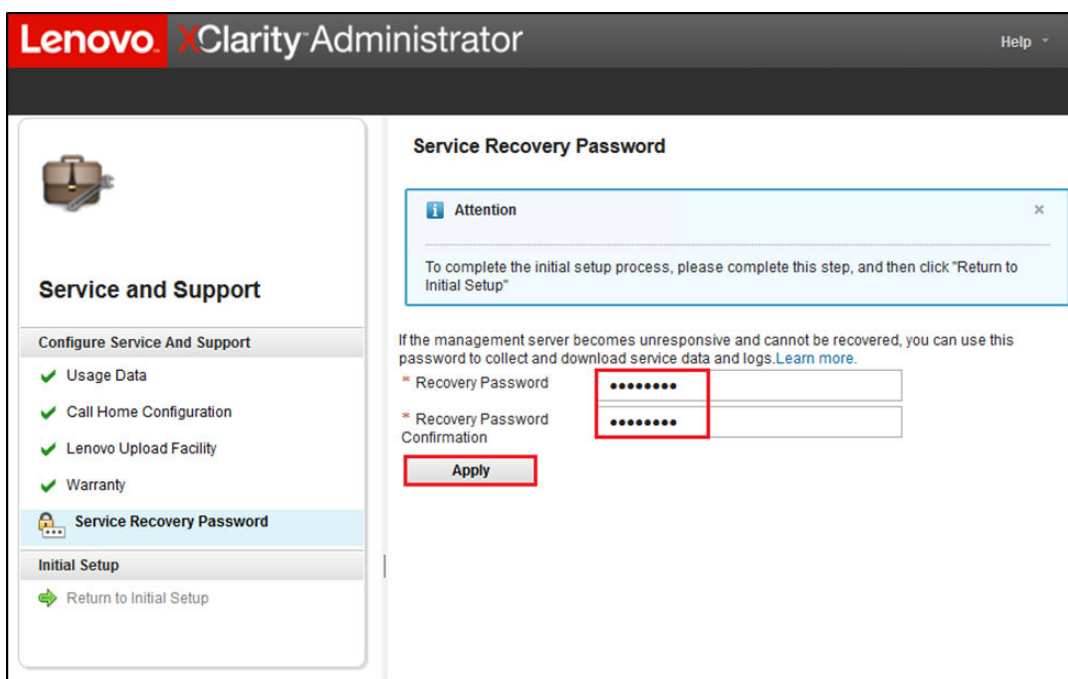 Lenovo. XClarity Administrator
Help
Service Recovery Password
Attention
To complete the initial setup process, please complete this step, and then click "Return to
Initial Setup"
Service and Support
Configure Service And Support
Usage Data
Call Home Configuration
Lenovo Upload Facility
Warranty
Service Recovery Password
Initial Setup
Return to Initial Setup
If the management server becomes unresponsive and cannot be recovered, you can use this
password to collect and download service data and logs.Learn more.
* Recovery Password ••••••••
* Recovery Password
Confirmation ••••••••
Apply